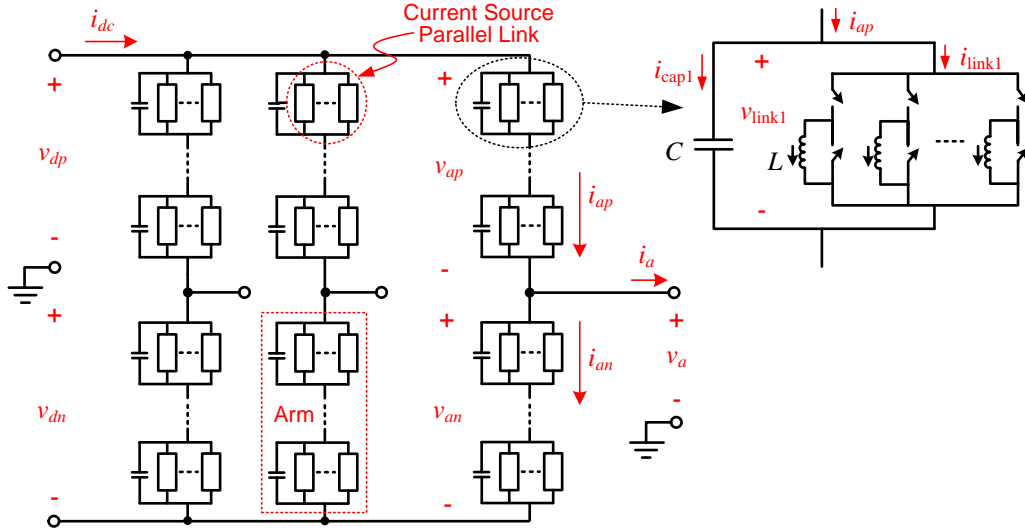 i_dc
Current Source
Parallel Link
+
v_dp
-
+
v_dn
-
+
v_ap
-
i_ap
+
v_an
-
i_an
i_a
+
v_a
-
Arm
i_ap
i_cap1
+
i_link1
v_link1
C
L
-